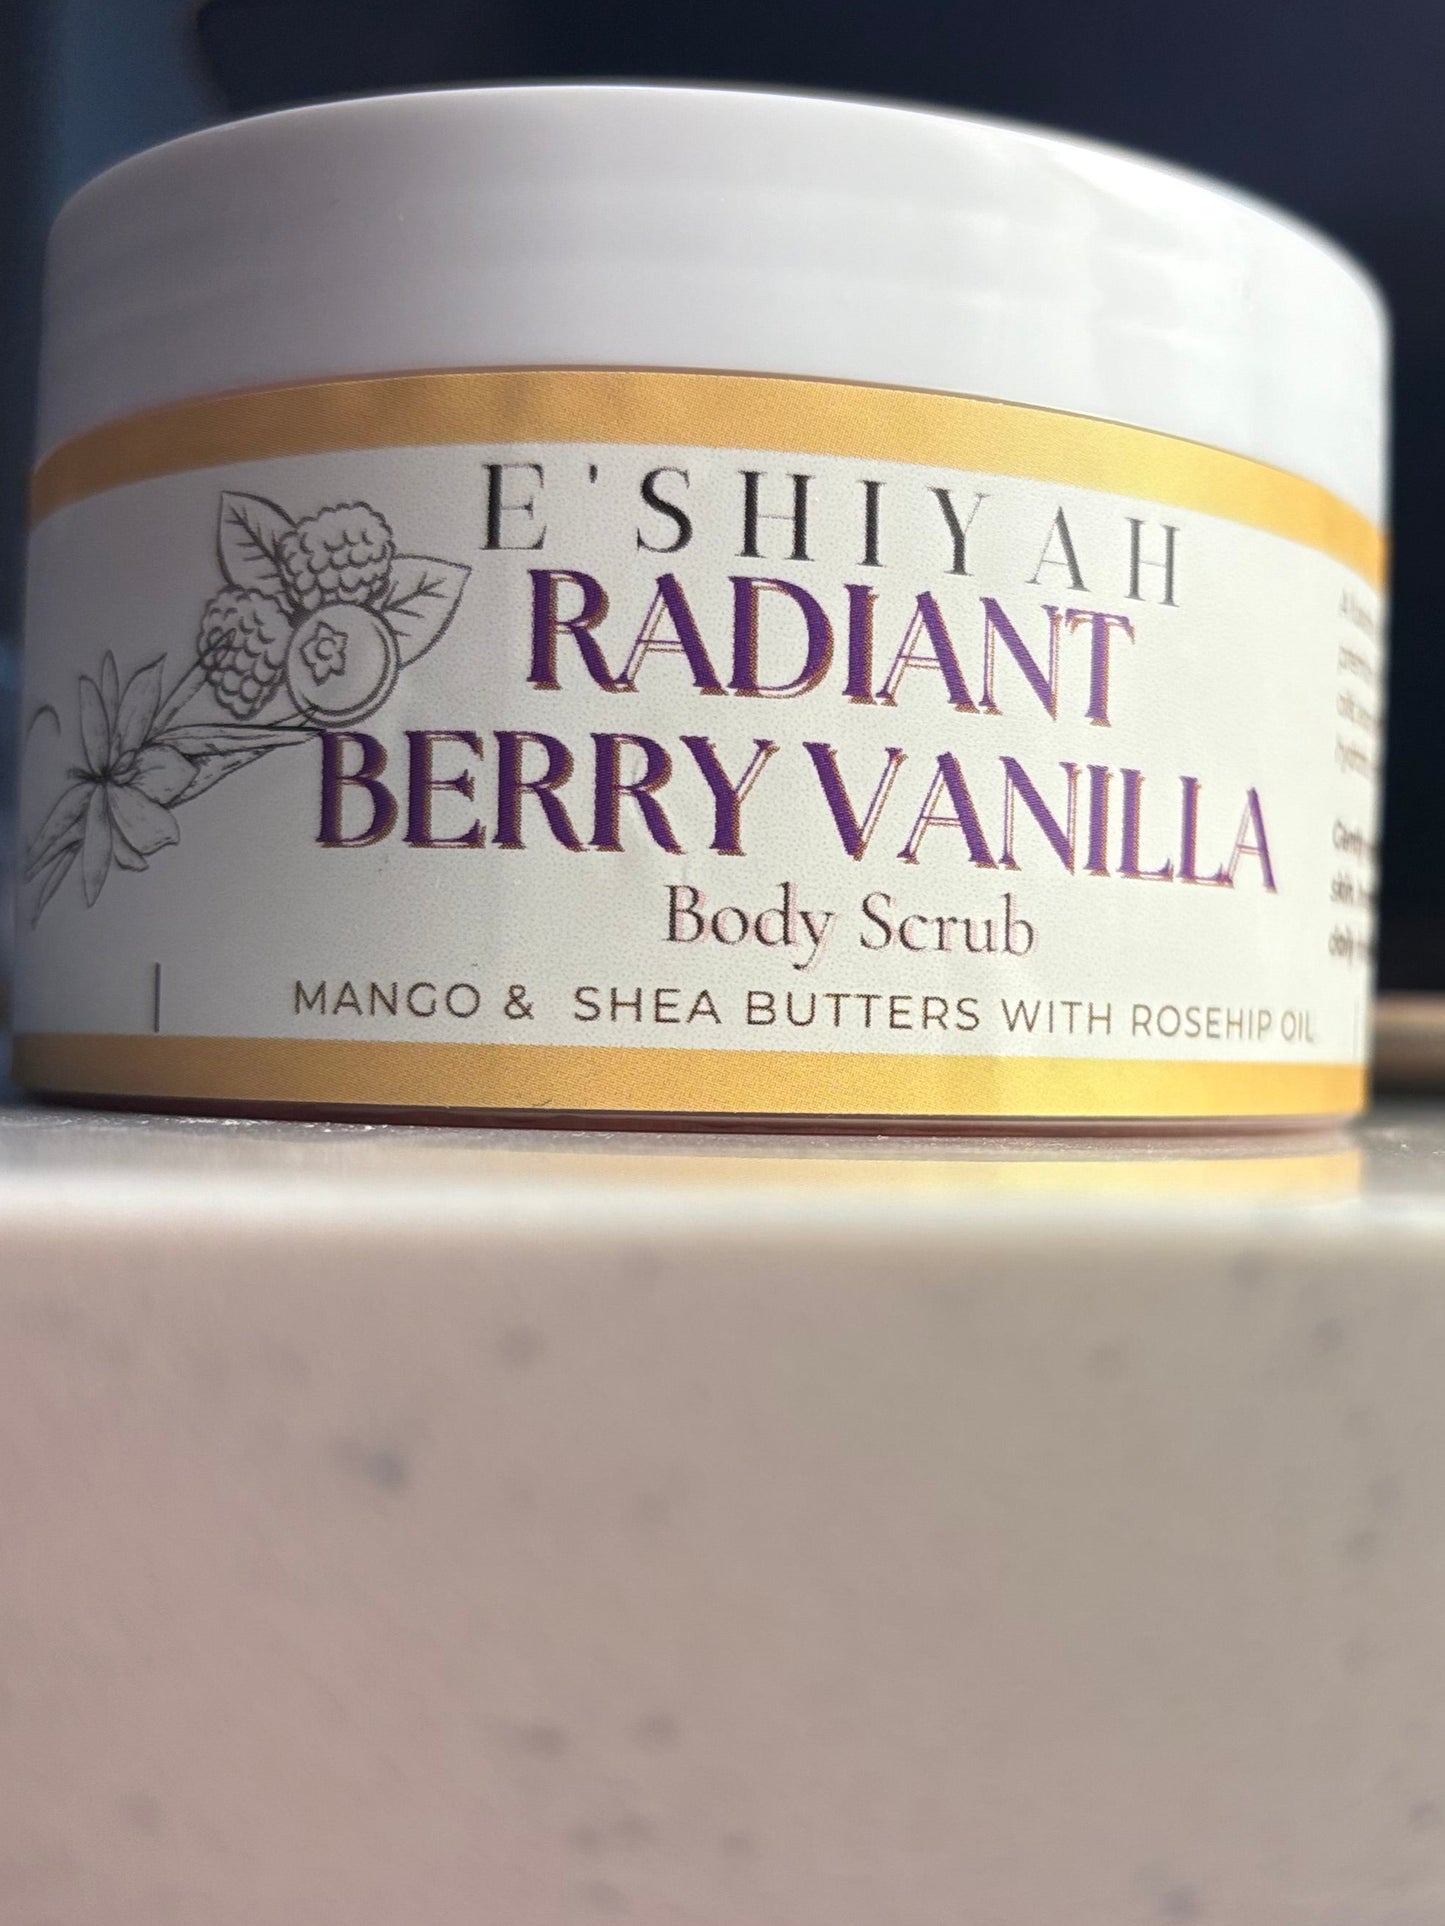 E'SHIYAH
RADIANT
BERRY VANILLA
Body Scrub
MANGO & SHEA BUTTERS WITH ROSEHIP OIL